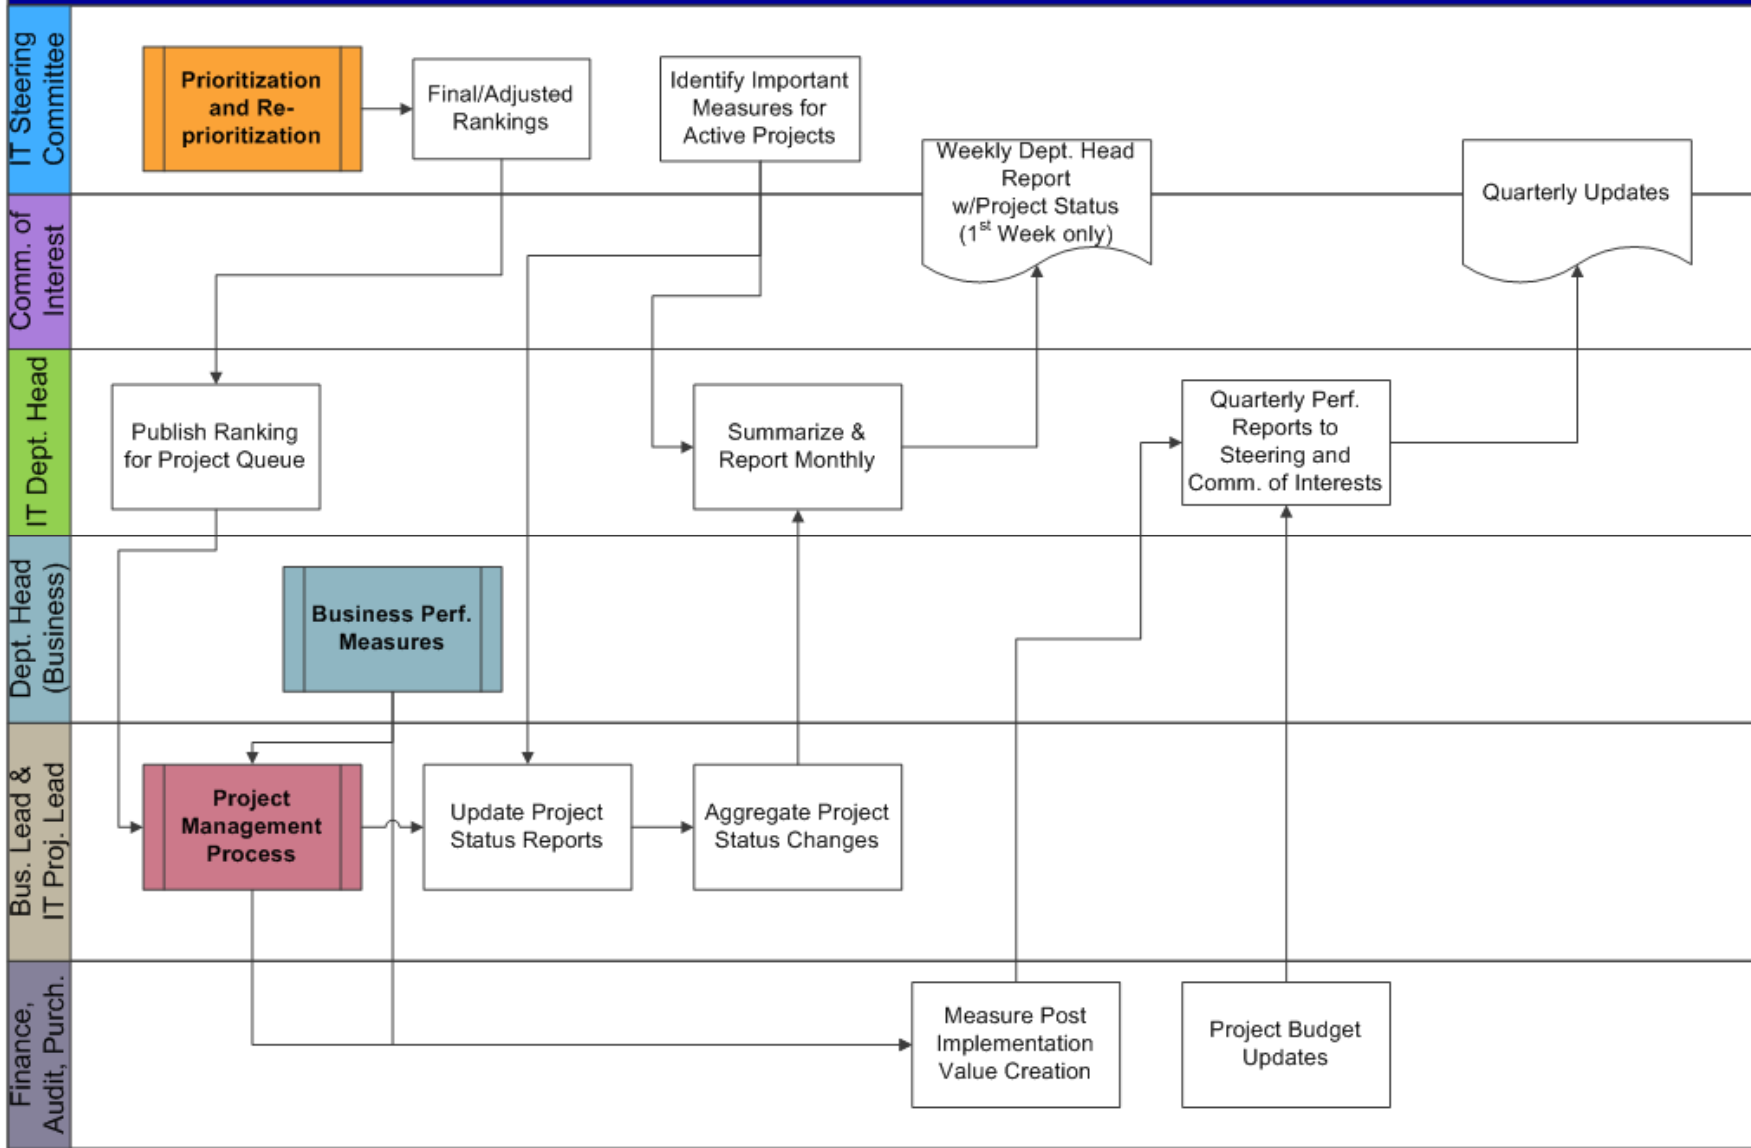 IT Steering
Committee
Prioritization
and Re-
prioritization
Final/Adjusted
Rankings
Identify Important
Measures for
Active Projects
Weekly Dept. Head
Report
w/Project Status
(1st Week only)
Quarterly Updates
Comm. of
Interest
IT Dept. Head
Publish Ranking
for Project Queue
Summarize &
Report Monthly
Quarterly Perf.
Reports to
Steering and
Comm. of Interests
Dept. Head
(Business)
Business Perf.
Measures
Bus. Lead &
IT Proj. Lead
Project
Management
Process
Update Project
Status Reports
Aggregate Project
Status Changes
Finance,
Audit, Purch.
Measure Post
Implementation
Value Creation
Project Budget
Updates